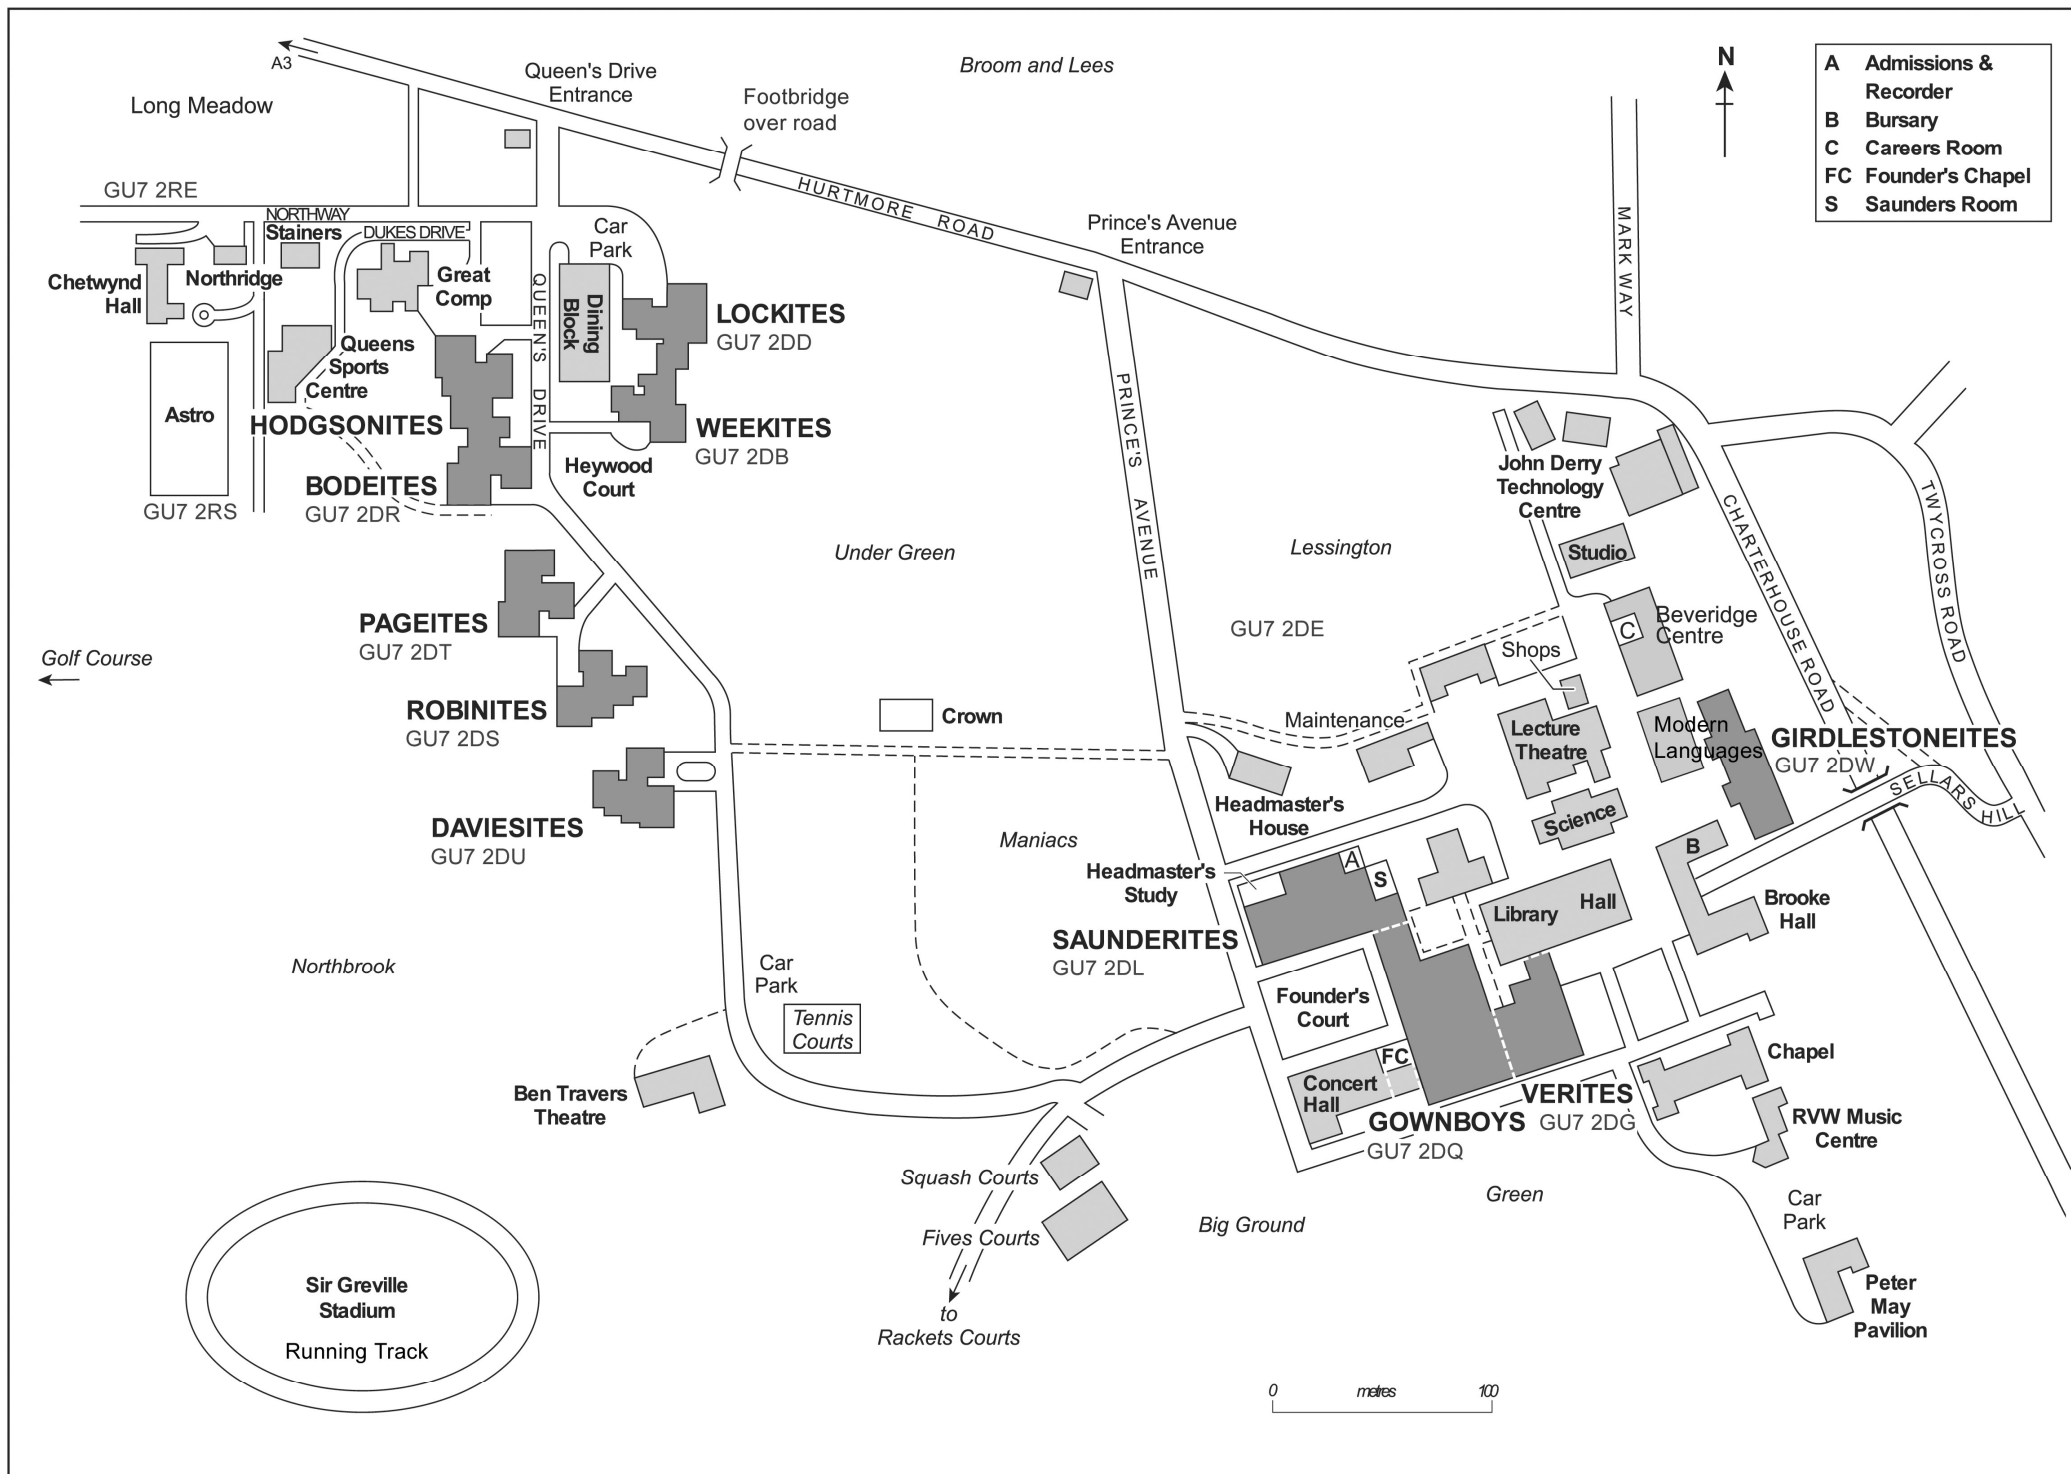 A3
Long Meadow
Queen's Drive
Entrance
Broom and Lees
Footbridge
over road
N
A Admissions &
Recorder
B Bursary
C Careers Room
FC Founder's Chapel
S Saunders Room
GU7 2RE
NORTHWAY
Stainers
DUKES DRIVE
Car
Park
HURTMORE ROAD
Prince's Avenue
Entrance
MARK WAY
Chetwynd
Hall
Northridge
Great
Comp
QUEEN'S DRIVE
Dining
Block
LOCKITES
GU7 2DD
Queens
Sports
Centre
Astro
GU7 2RS
HODGSONITES
BODEITES
GU7 2DR
WEEKITES
GU7 2DB
Heywood
Court
PRINCE'S AVENUE
John Derry
Technology
Centre
Studio
CHARTERHOUSE ROAD
TWYCROSS ROAD
Under Green
Lessington
PAGEITES
GU7 2DT
GU7 2DE
C
Beveridge
Centre
Shops
Golf Course
ROBINITES
GU7 2DS
Crown
Maintenance
Lecture
Theatre
Modern
Languages
GIRDLESTONEITES
GU7 2DW
SELLARS HILL
Headmaster's
House
Science
DAVIESITES
GU7 2DU
Maniacs
Headmaster's
Study
A
S
B
Library
Hall
Brooke
Hall
SAUNDERITES
GU7 2DL
Northbrook
Car
Park
Tennis
Courts
Founder's
Court
FC
Concert
Hall
Chapel
Ben Travers
Theatre
VERITES
GU7 2DG
GOWNBOYS
GU7 2DQ
RVW Music
Centre
Squash Courts
Fives Courts
Big Ground
Green
Car
Park
Sir Greville
Stadium
Running Track
to
Rackets Courts
Peter
May
Pavilion
0 metres 100